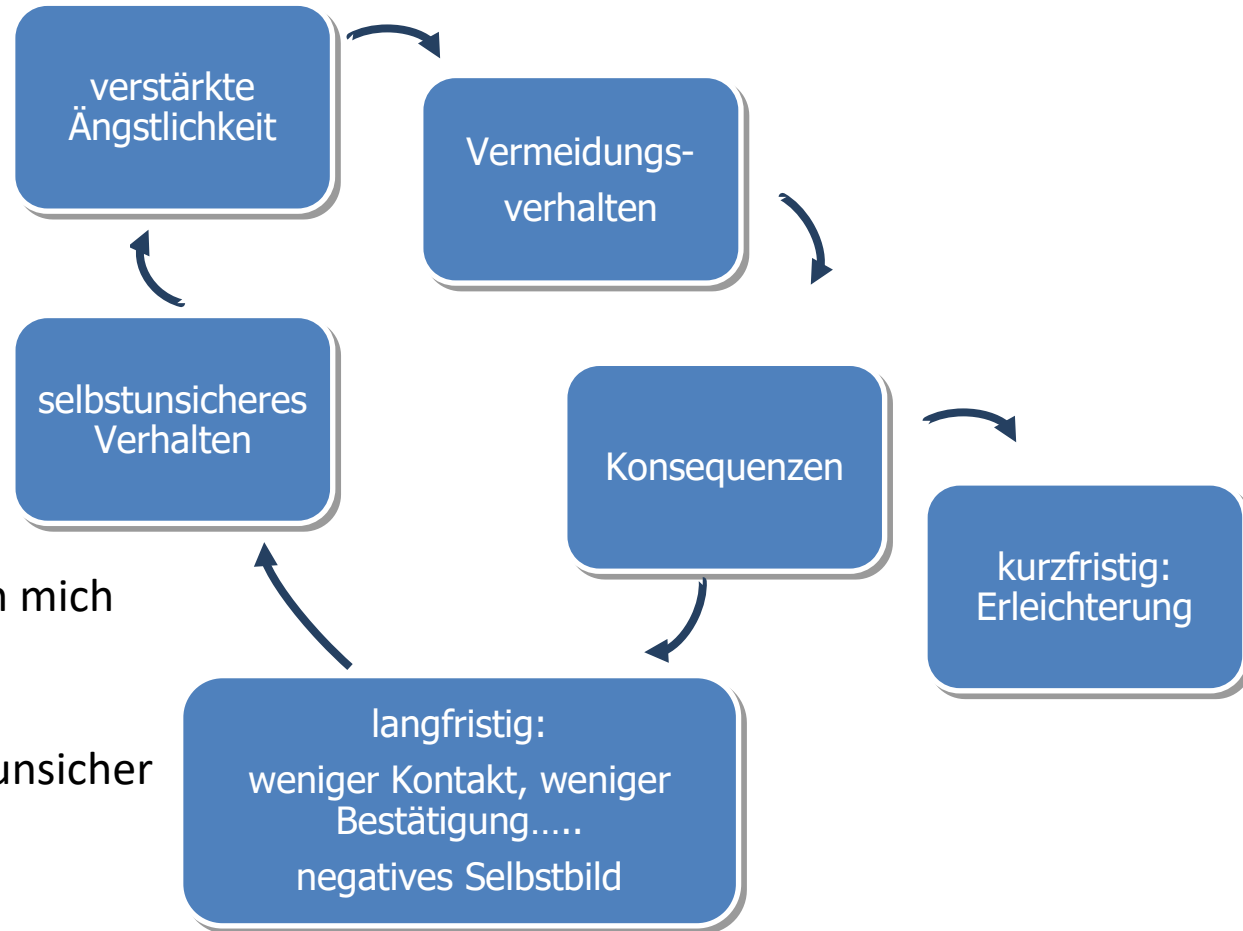 verstärkte
Ängstlichkeit
Vermeidungs-
verhalten
selbstunsicheres
Verhalten
Konsequenzen
kurzfristig:
Erleichterung
mich
unsicher
langfristig:
weniger Kontakt, weniger
Bestätigung…..
negatives Selbstbild